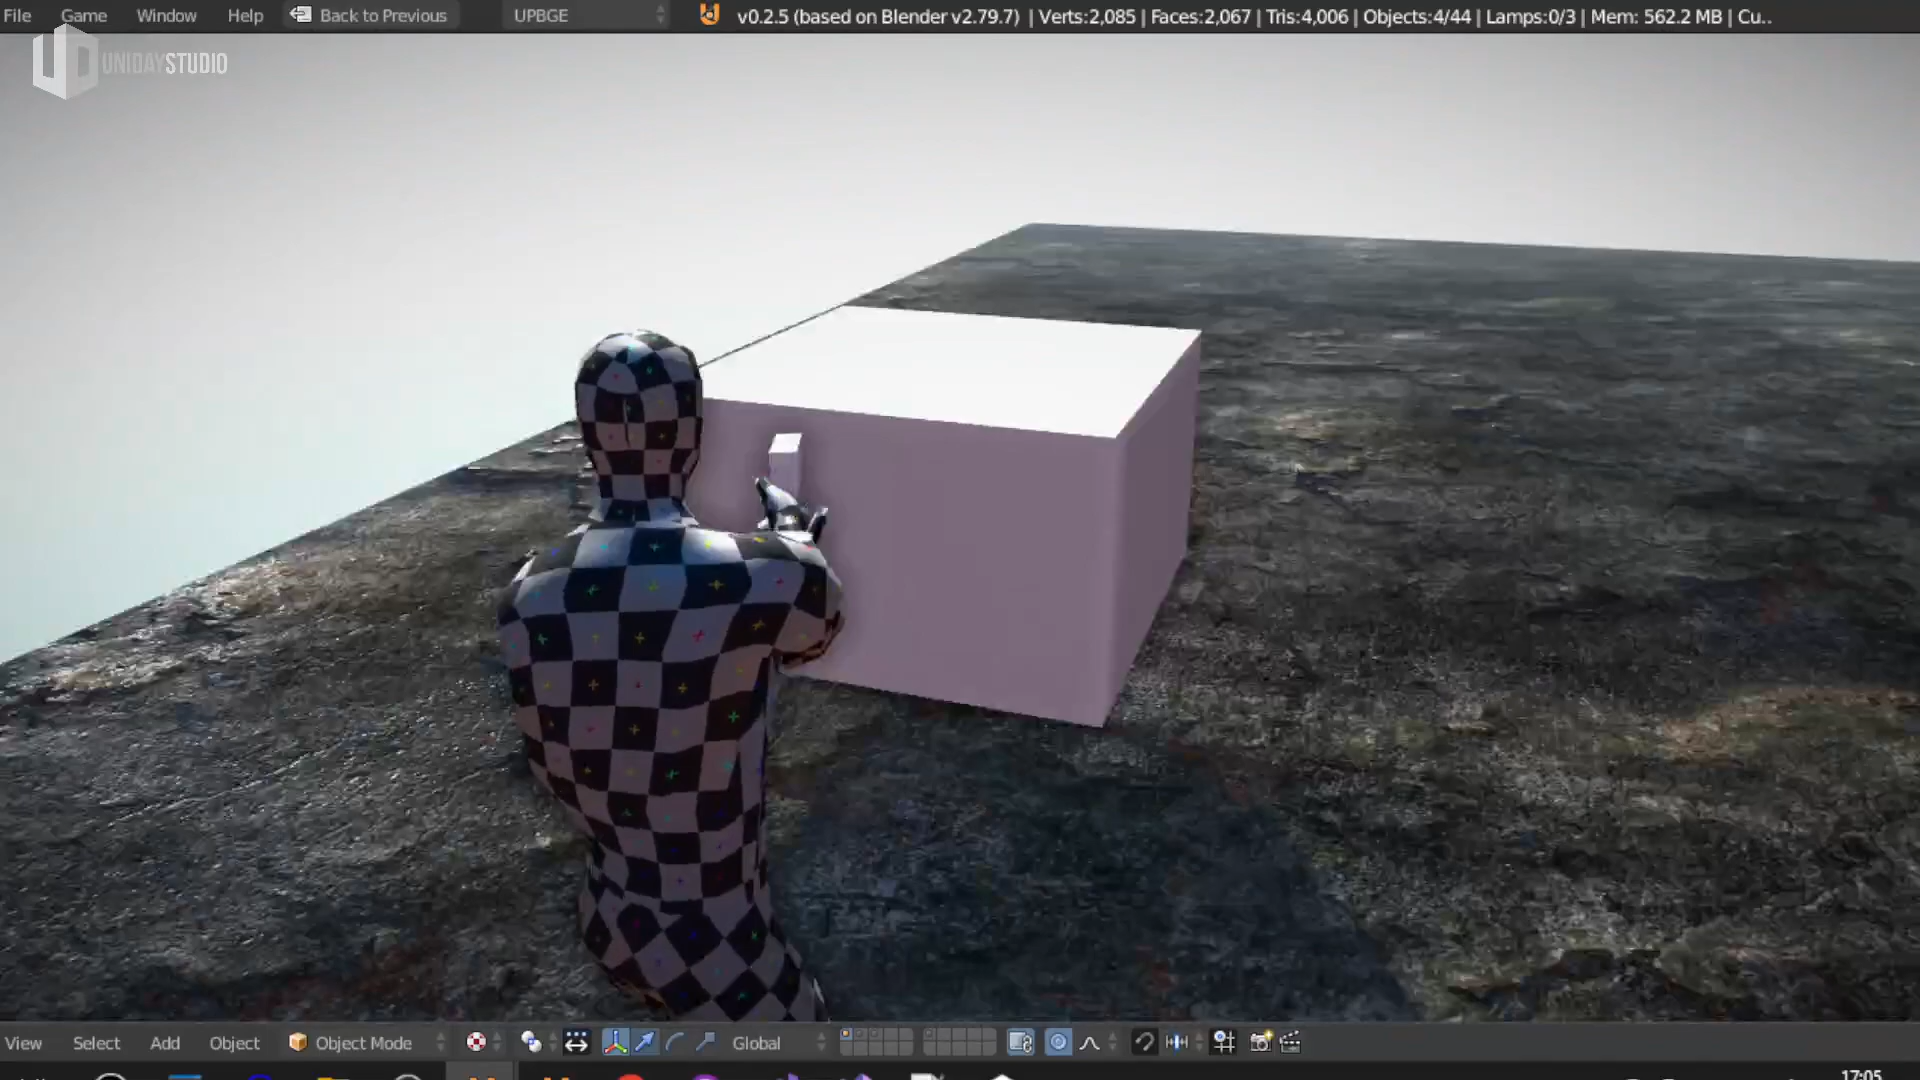 File Game Window Help Back to Previous UPBGE v0.2.5 (based on Blender v2.79.7) | Verts:2,085 | Faces:2,067 | Tris:4,006 | Objects:4/44 | Lamps:0/3 | Mem: 562.2 MB | Cu..
UNIDAYSTUDIO
View Select Add Object Object Mode Global
17:05